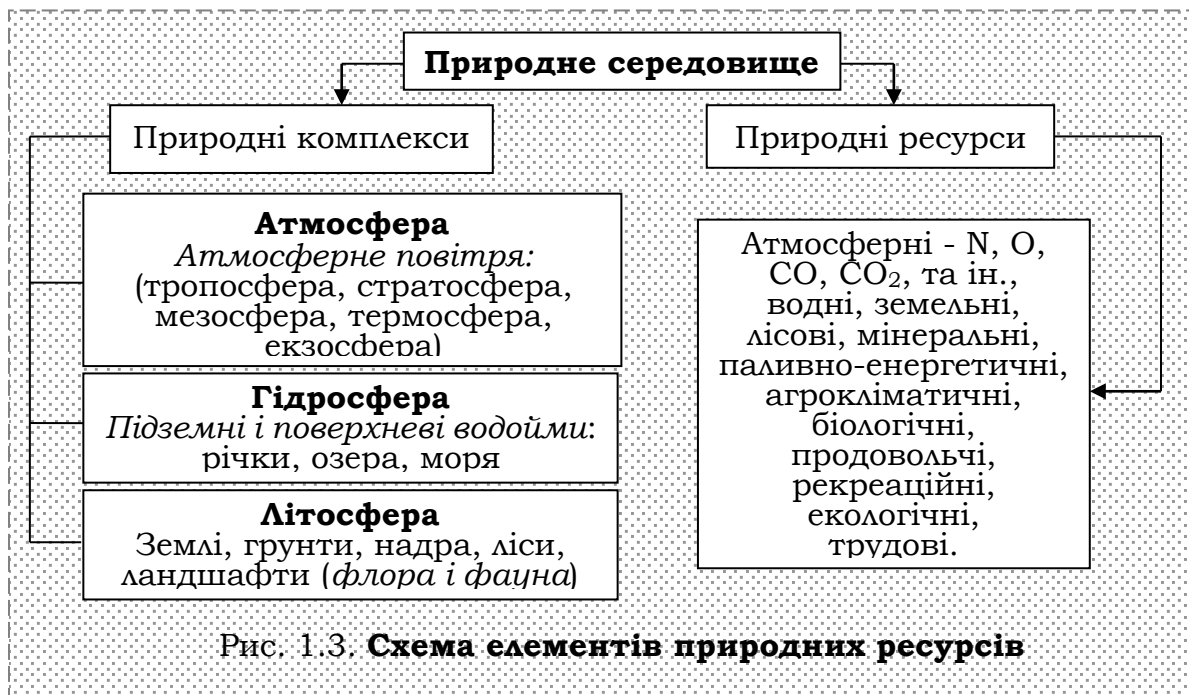 Природне середовище
Природні комплекси
Природні ресурси
Атмосфера
Атмосферне повітря:
(тропосфера, стратосфера,
мезосфера, термосфера,
екзосфера)
Гідросфера
Підземні і поверхневі водойми:
річки, озера, моря
Літосфера
Землі, грунти, надра, ліси,
ландшафти (флора і фауна)
Атмосферні - N, O,
CO, CO₂, та ін.,
водні, земельні,
лісові, мінеральні,
паливно-енергетичні,
агрокліматичні,
біологічні,
продовольчі,
рекреаційні,
екологічні,
трудові.
Рис. 1.3. Схема елементів природних ресурсів